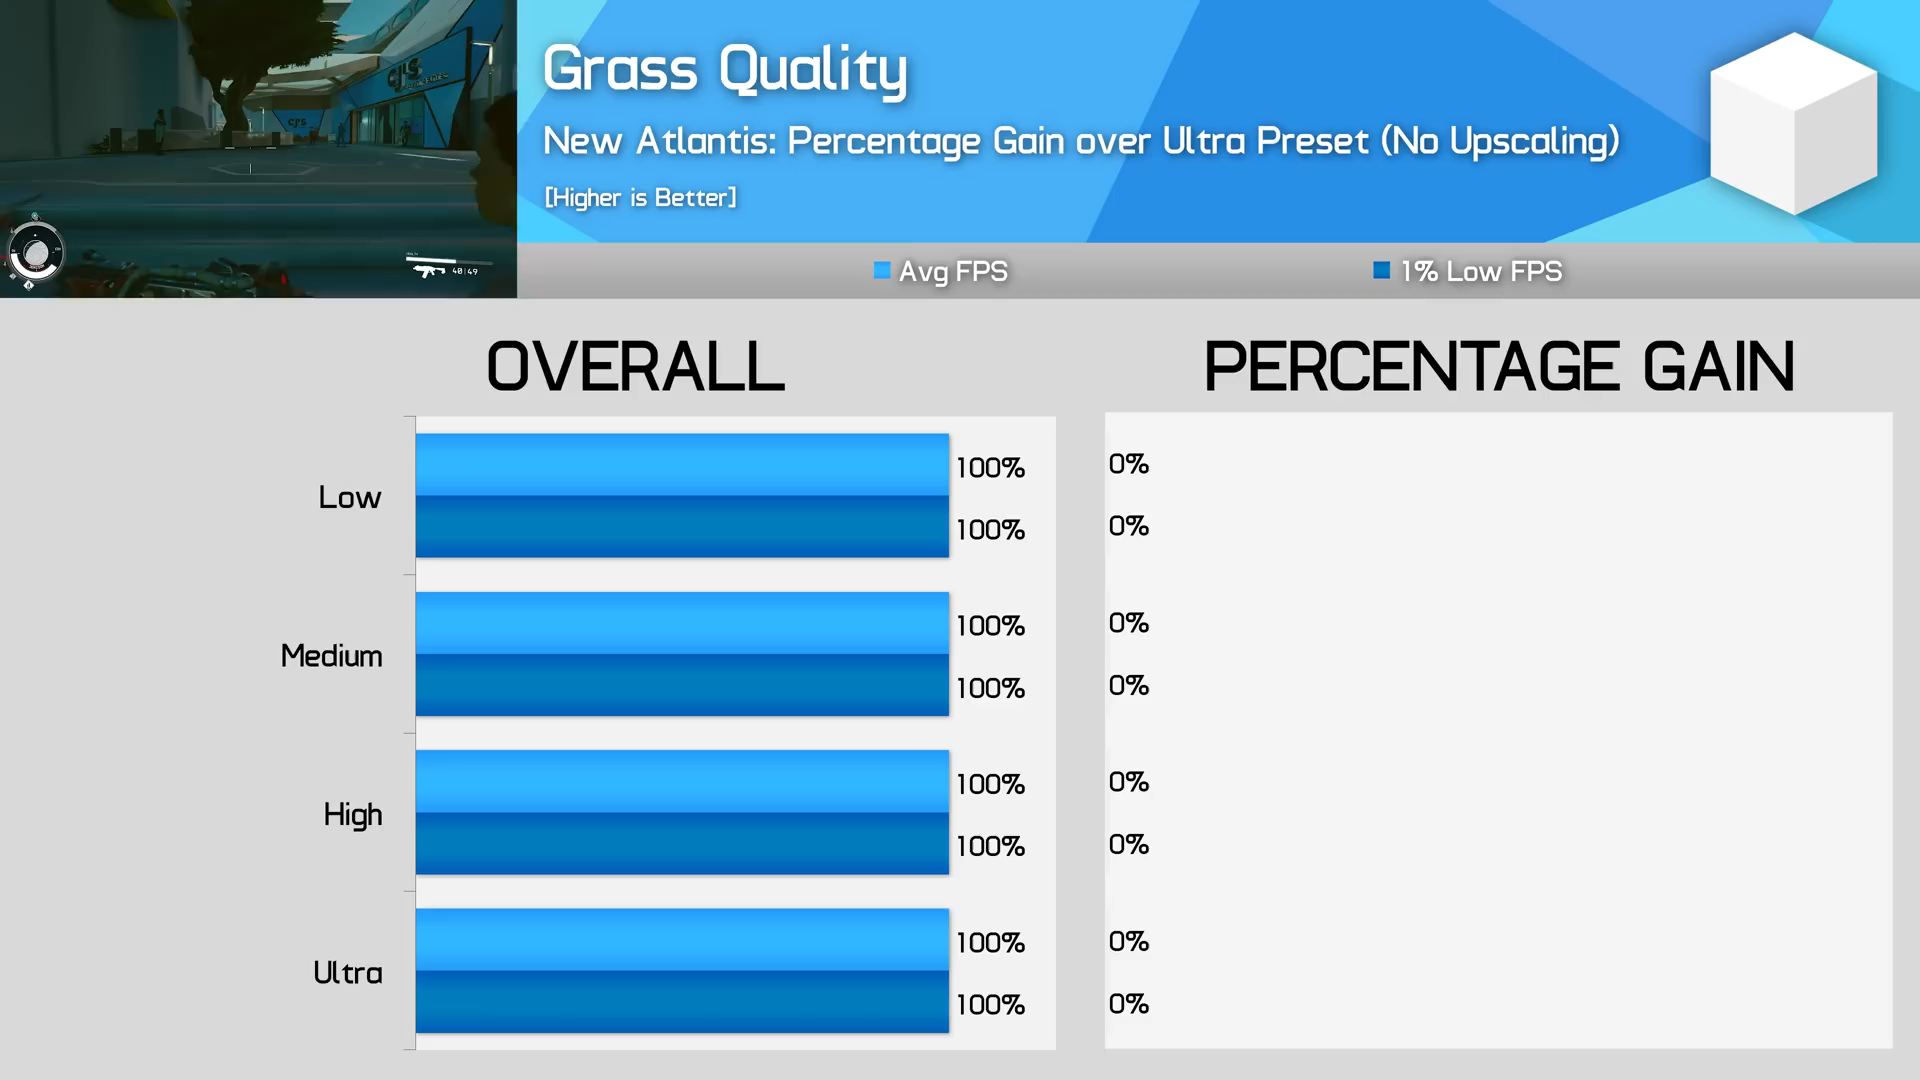 Grass Quality
New Atlantis: Percentage Gain over Ultra Preset (No Upscaling)
[Higher is Better]
Avg FPS
1% Low FPS
40|49
OVERALL
PERCENTAGE GAIN
Low
100%
100%
0%
0%
Medium
100%
100%
0%
0%
High
100%
100%
0%
0%
Ultra
100%
100%
0%
0%